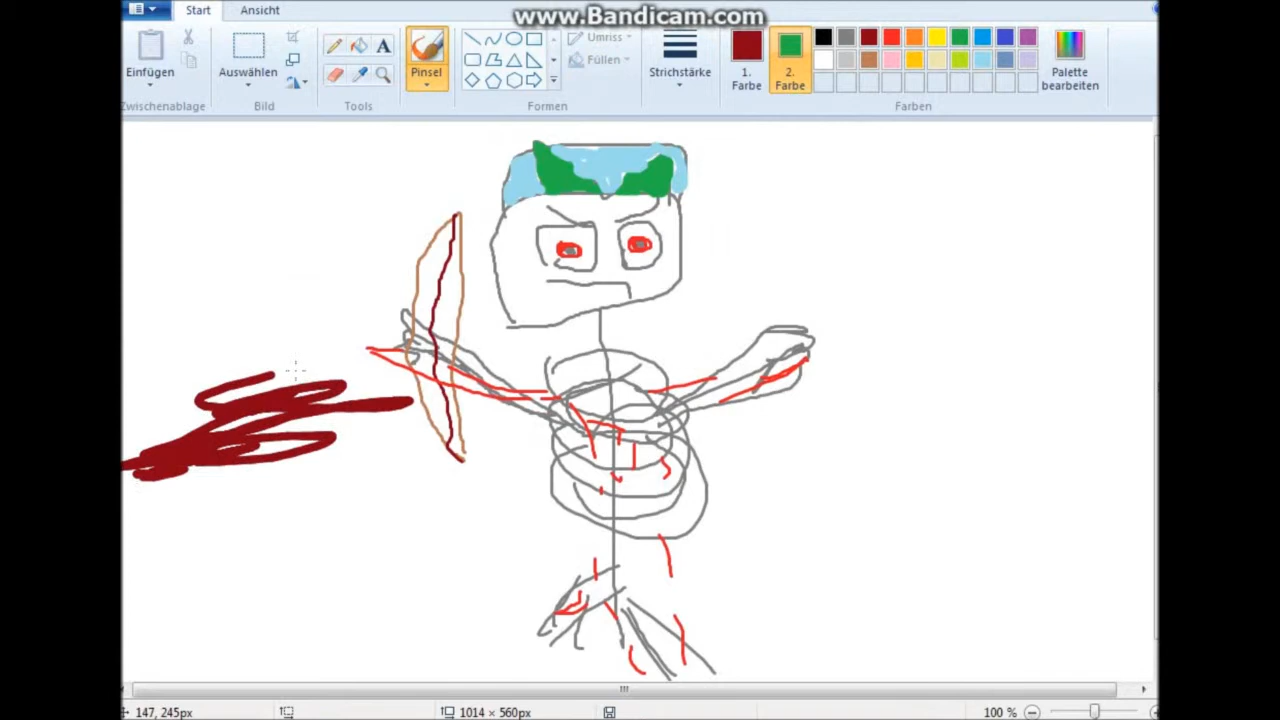 www.Bandicam.com
Start Ansicht
Einfügen
Auswählen
A
Pinsel
Umriss
Füllen
Strichstärke
1.
Farbe
2.
Farbe
Palette
bearbeiten
Zwischenablage Bild Tools Formen Farben
147, 245px 1014 × 560px 100 %